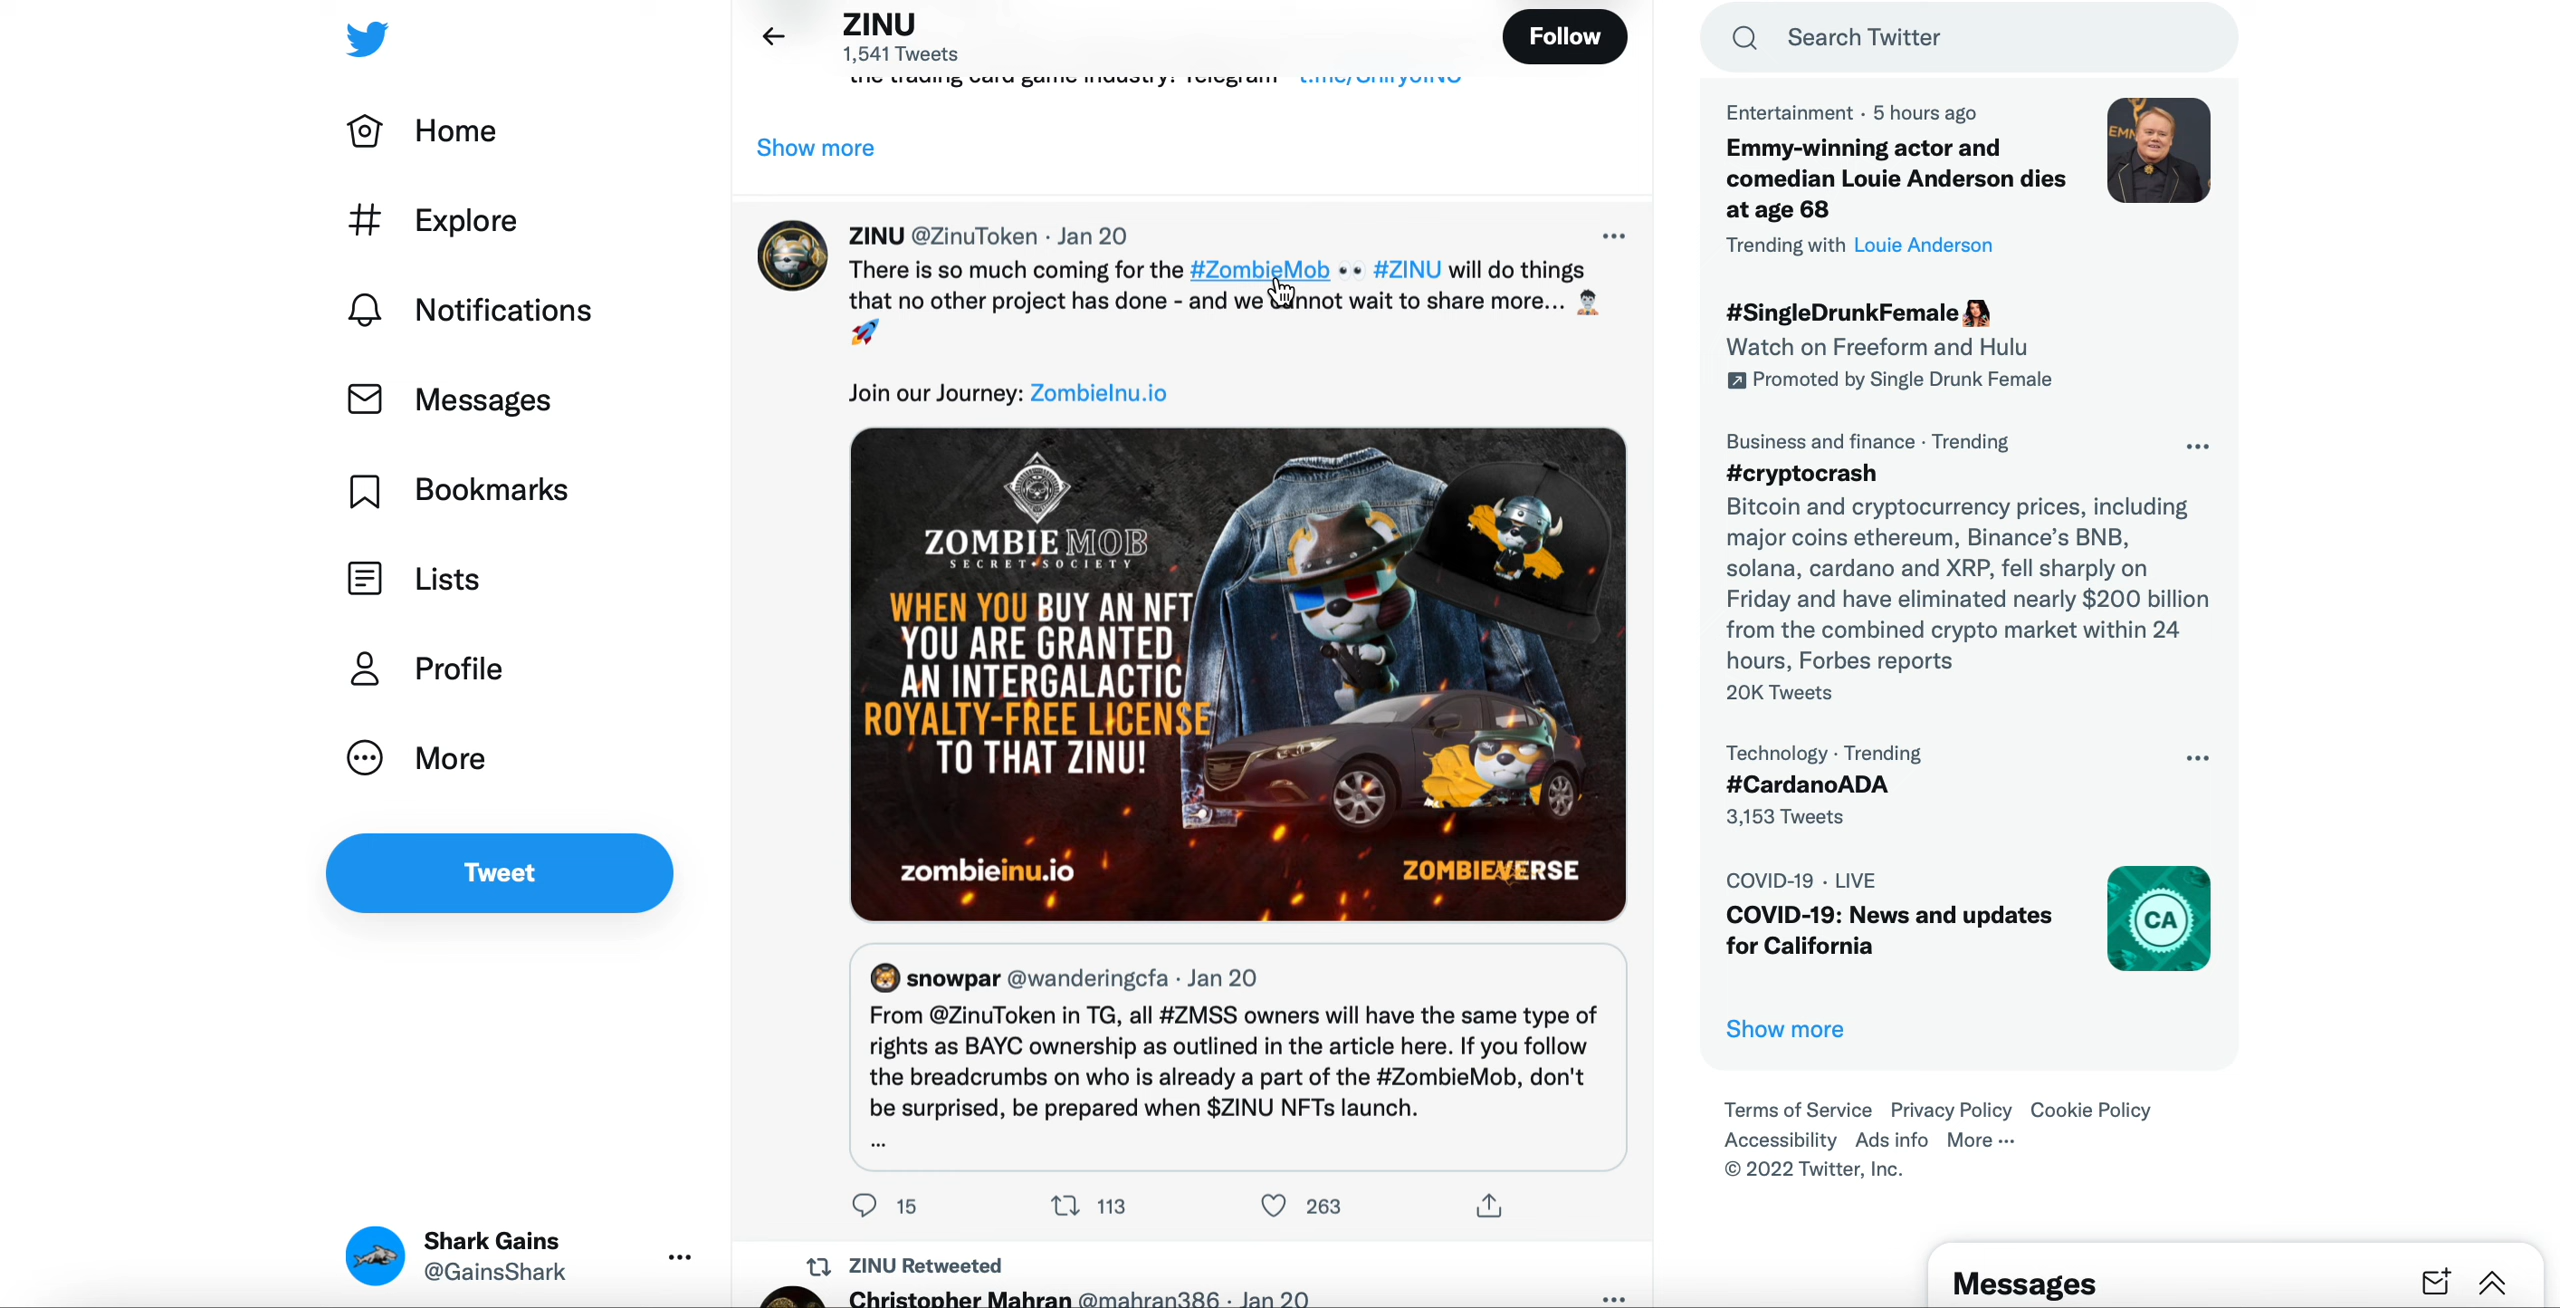 Home
Explore
Notifications
Messages
Bookmarks
Lists
Profile
More
Tweet
Shark Gains
@GainsShark
ZINU
1,541 Tweets
Follow
the trading card game industry! Telegram
Show more
ZINU @ZinuToken · Jan 20
There is so much coming for the #ZombieMob 👀 #ZINU will do things
that no other project has done - and we cannot wait to share more... 🧟‍♂️
🚀
Join our Journey: ZombieInu.io
ZOMBIE MOB
SECRET•SOCIETY
WHEN YOU BUY AN NFT
YOU ARE GRANTED
AN INTERGALACTIC
ROYALTY-FREE LICENSE
TO THAT ZINU!
zombieinu.io
ZOMBIEVERSE
snowpar @wanderingcfa · Jan 20
From @ZinuToken in TG, all #ZMSS owners will have the same type of
rights as BAYC ownership as outlined in the article here. If you follow
the breadcrumbs on who is already a part of the #ZombieMob, don't
be surprised, be prepared when $ZINU NFTs launch.
...
15 113 263
ZINU Retweeted
Christopher Mahran @mahran386 · Jan 20
Search Twitter
Entertainment · 5 hours ago
Emmy-winning actor and
comedian Louie Anderson dies
at age 68
Trending with Louie Anderson
EMM
#SingleDrunkFemale
Watch on Freeform and Hulu
Promoted by Single Drunk Female
Business and finance · Trending
#cryptocrash
Bitcoin and cryptocurrency prices, including
major coins ethereum, Binance's BNB,
solana, cardano and XRP, fell sharply on
Friday and have eliminated nearly $200 billion
from the combined crypto market within 24
hours, Forbes reports
20K Tweets
Technology · Trending
#CardanoADA
3,153 Tweets
COVID-19 · LIVE
COVID-19: News and updates
for California
CA
Show more
Terms of Service Privacy Policy Cookie Policy
Accessibility Ads info More ...
© 2022 Twitter, Inc.
Messages